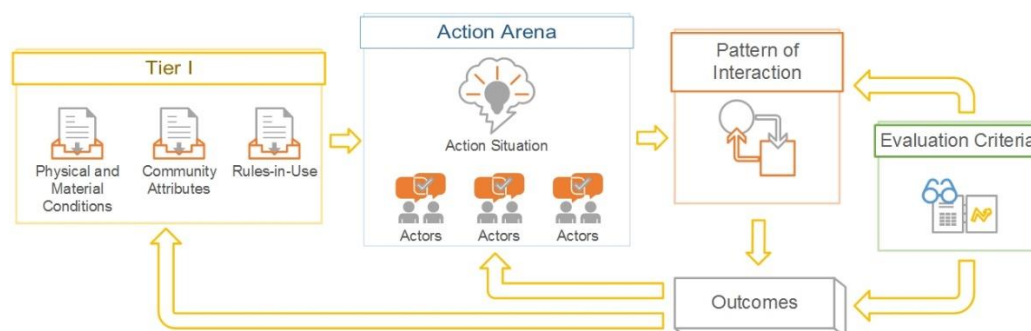 Tier I
Physical and
Material
Conditions
Community
Attributes
Rules-in-Use
Action Arena
Action Situation
Actors
Actors
Actors
Pattern of
Interaction
Outcomes
Evaluation Criteria